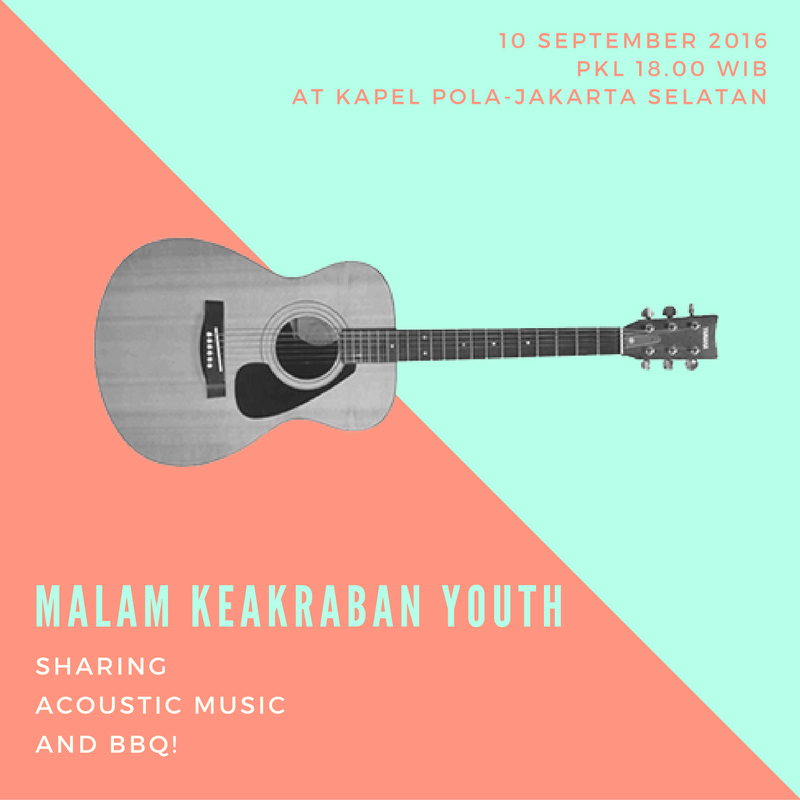 10 SEPTEMBER 2016
PKL 18.00 WIB
AT KAPEL POLA-JAKARTA SELATAN
YAMAHA
MALAM KEAKRABAN YOUTH
SHARING
ACOUSTIC MUSIC
AND BBQ!